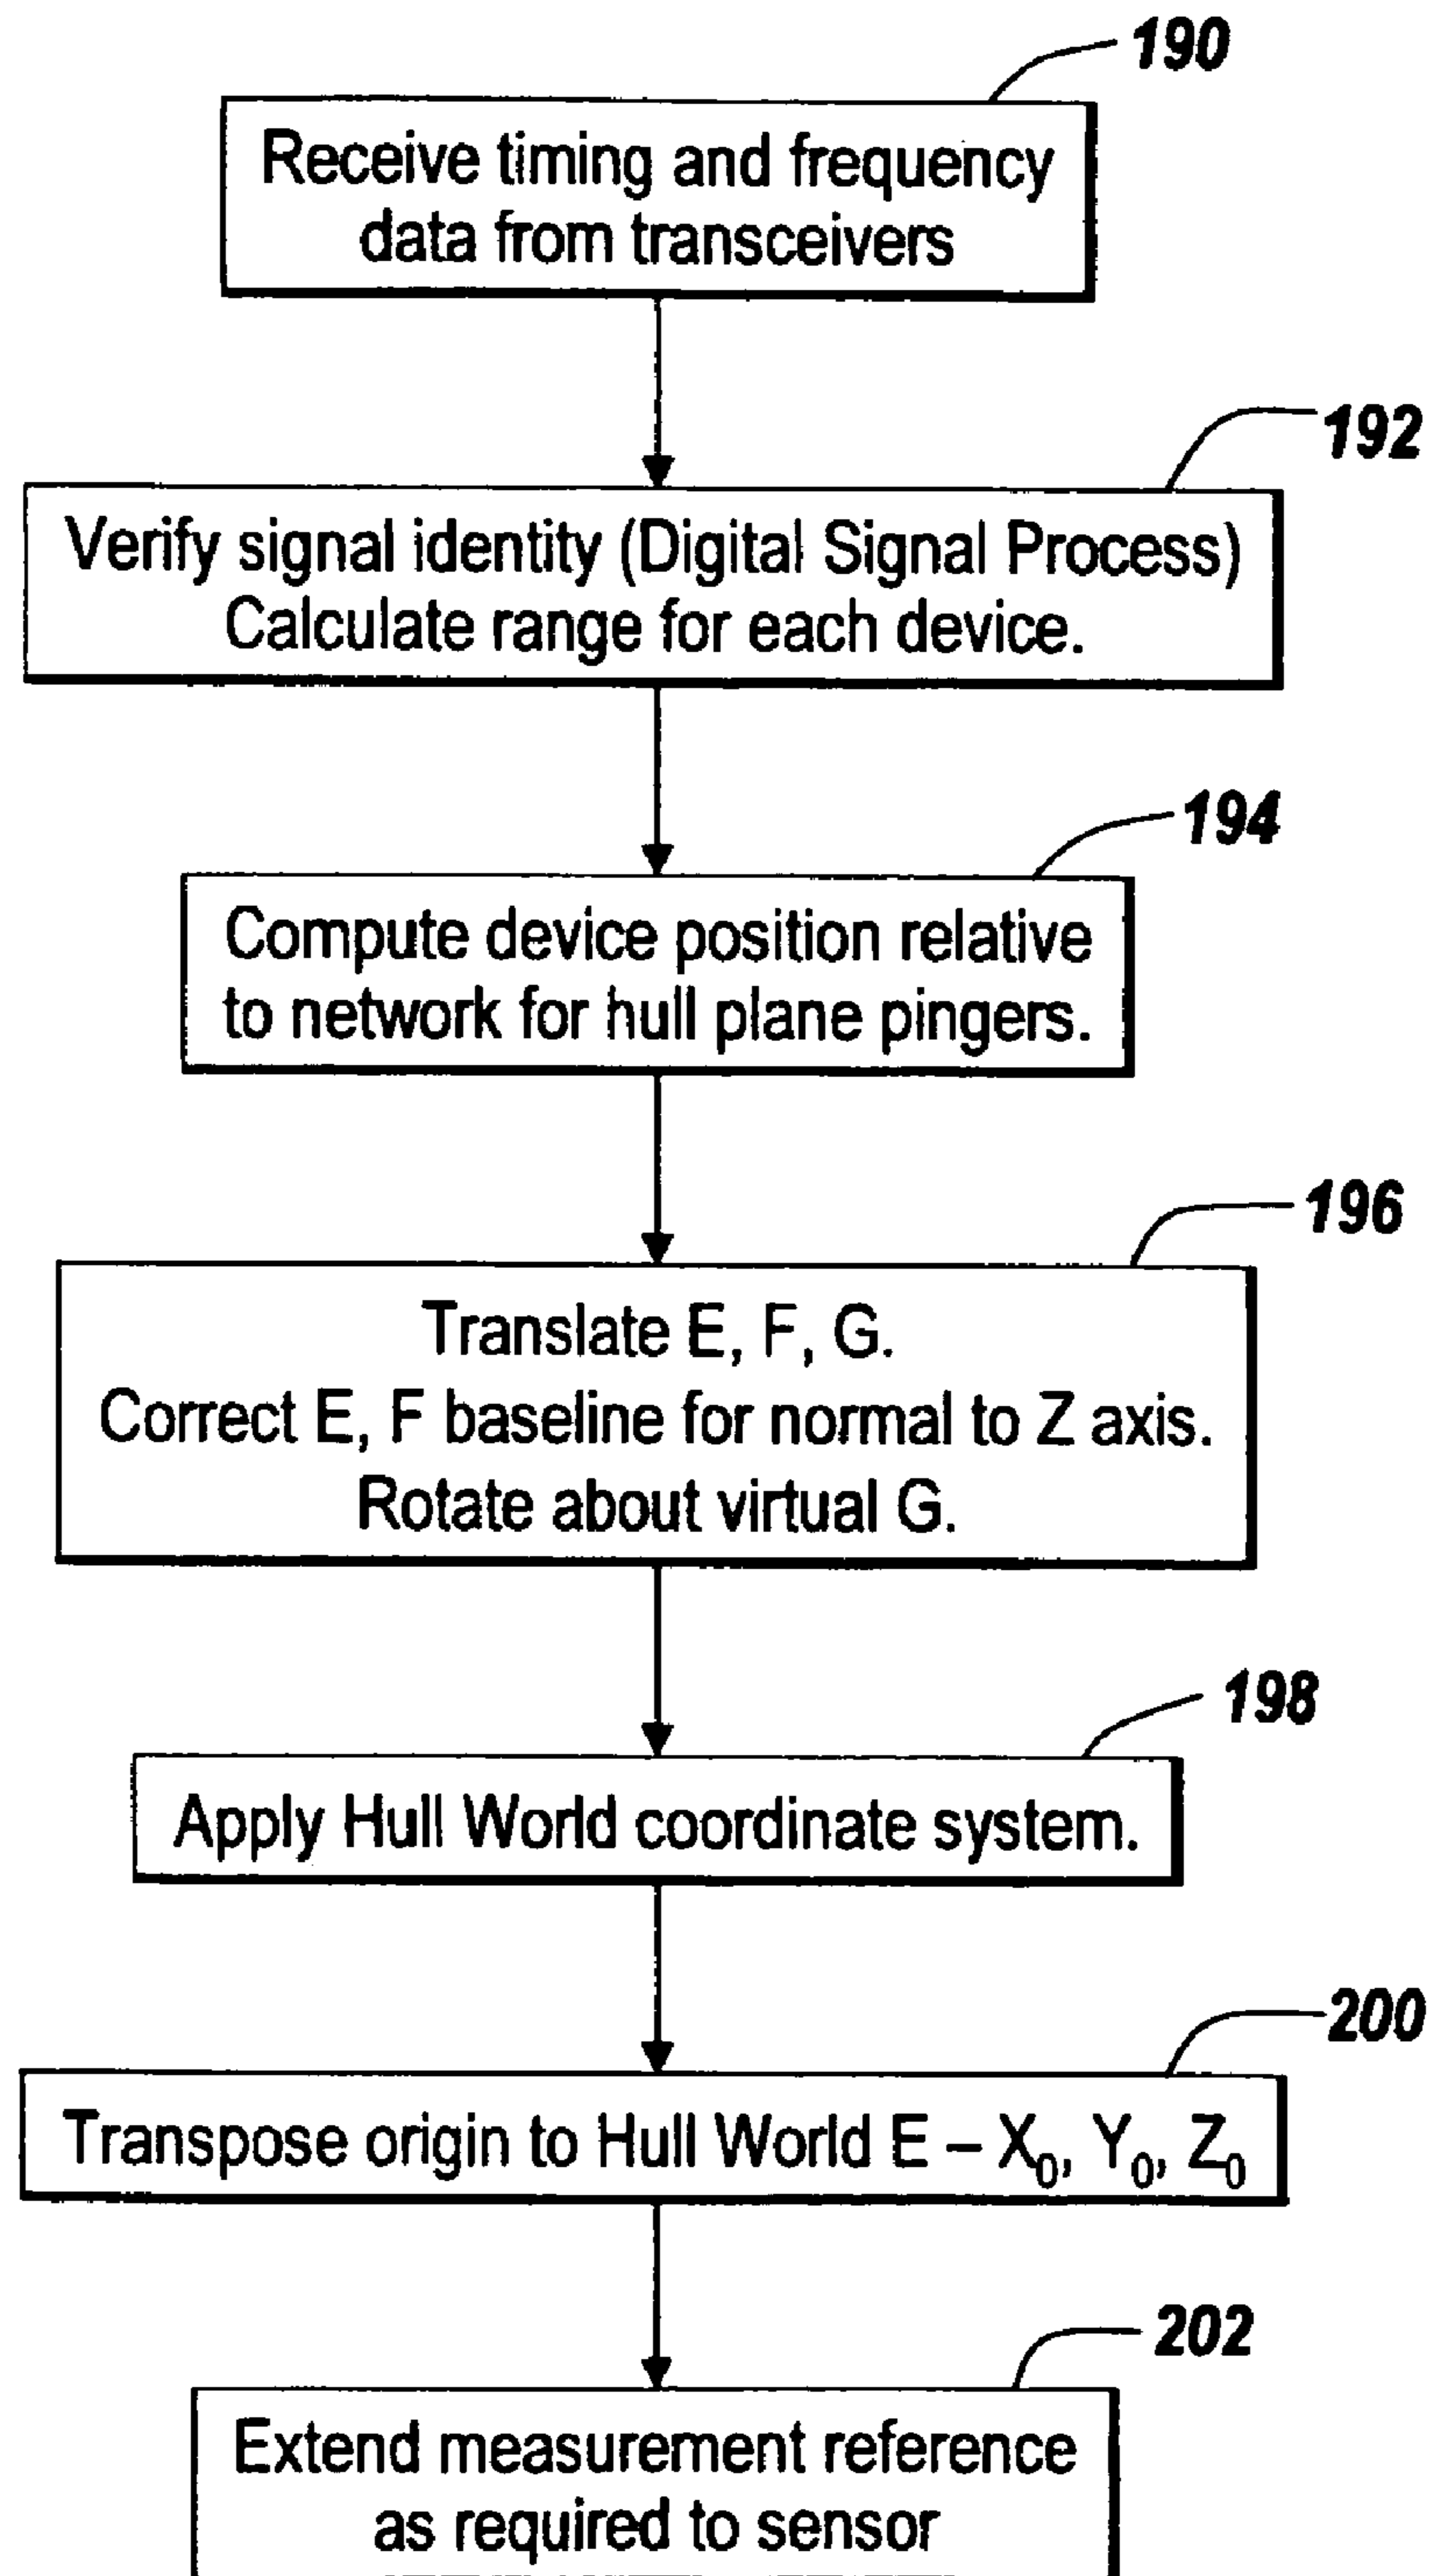 190
Receive timing and frequency
data from transceivers
192
Verify signal identity (Digital Signal Process)
Calculate range for each device.
194
Compute device position relative
to network for hull plane pingers.
196
Translate E, F, G.
Correct E, F baseline for normal to Z axis.
Rotate about virtual G.
198
Apply Hull World coordinate system.
200
Transpose origin to Hull World E – X₀, Y₀, Z₀
202
Extend measurement reference
as required to sensor